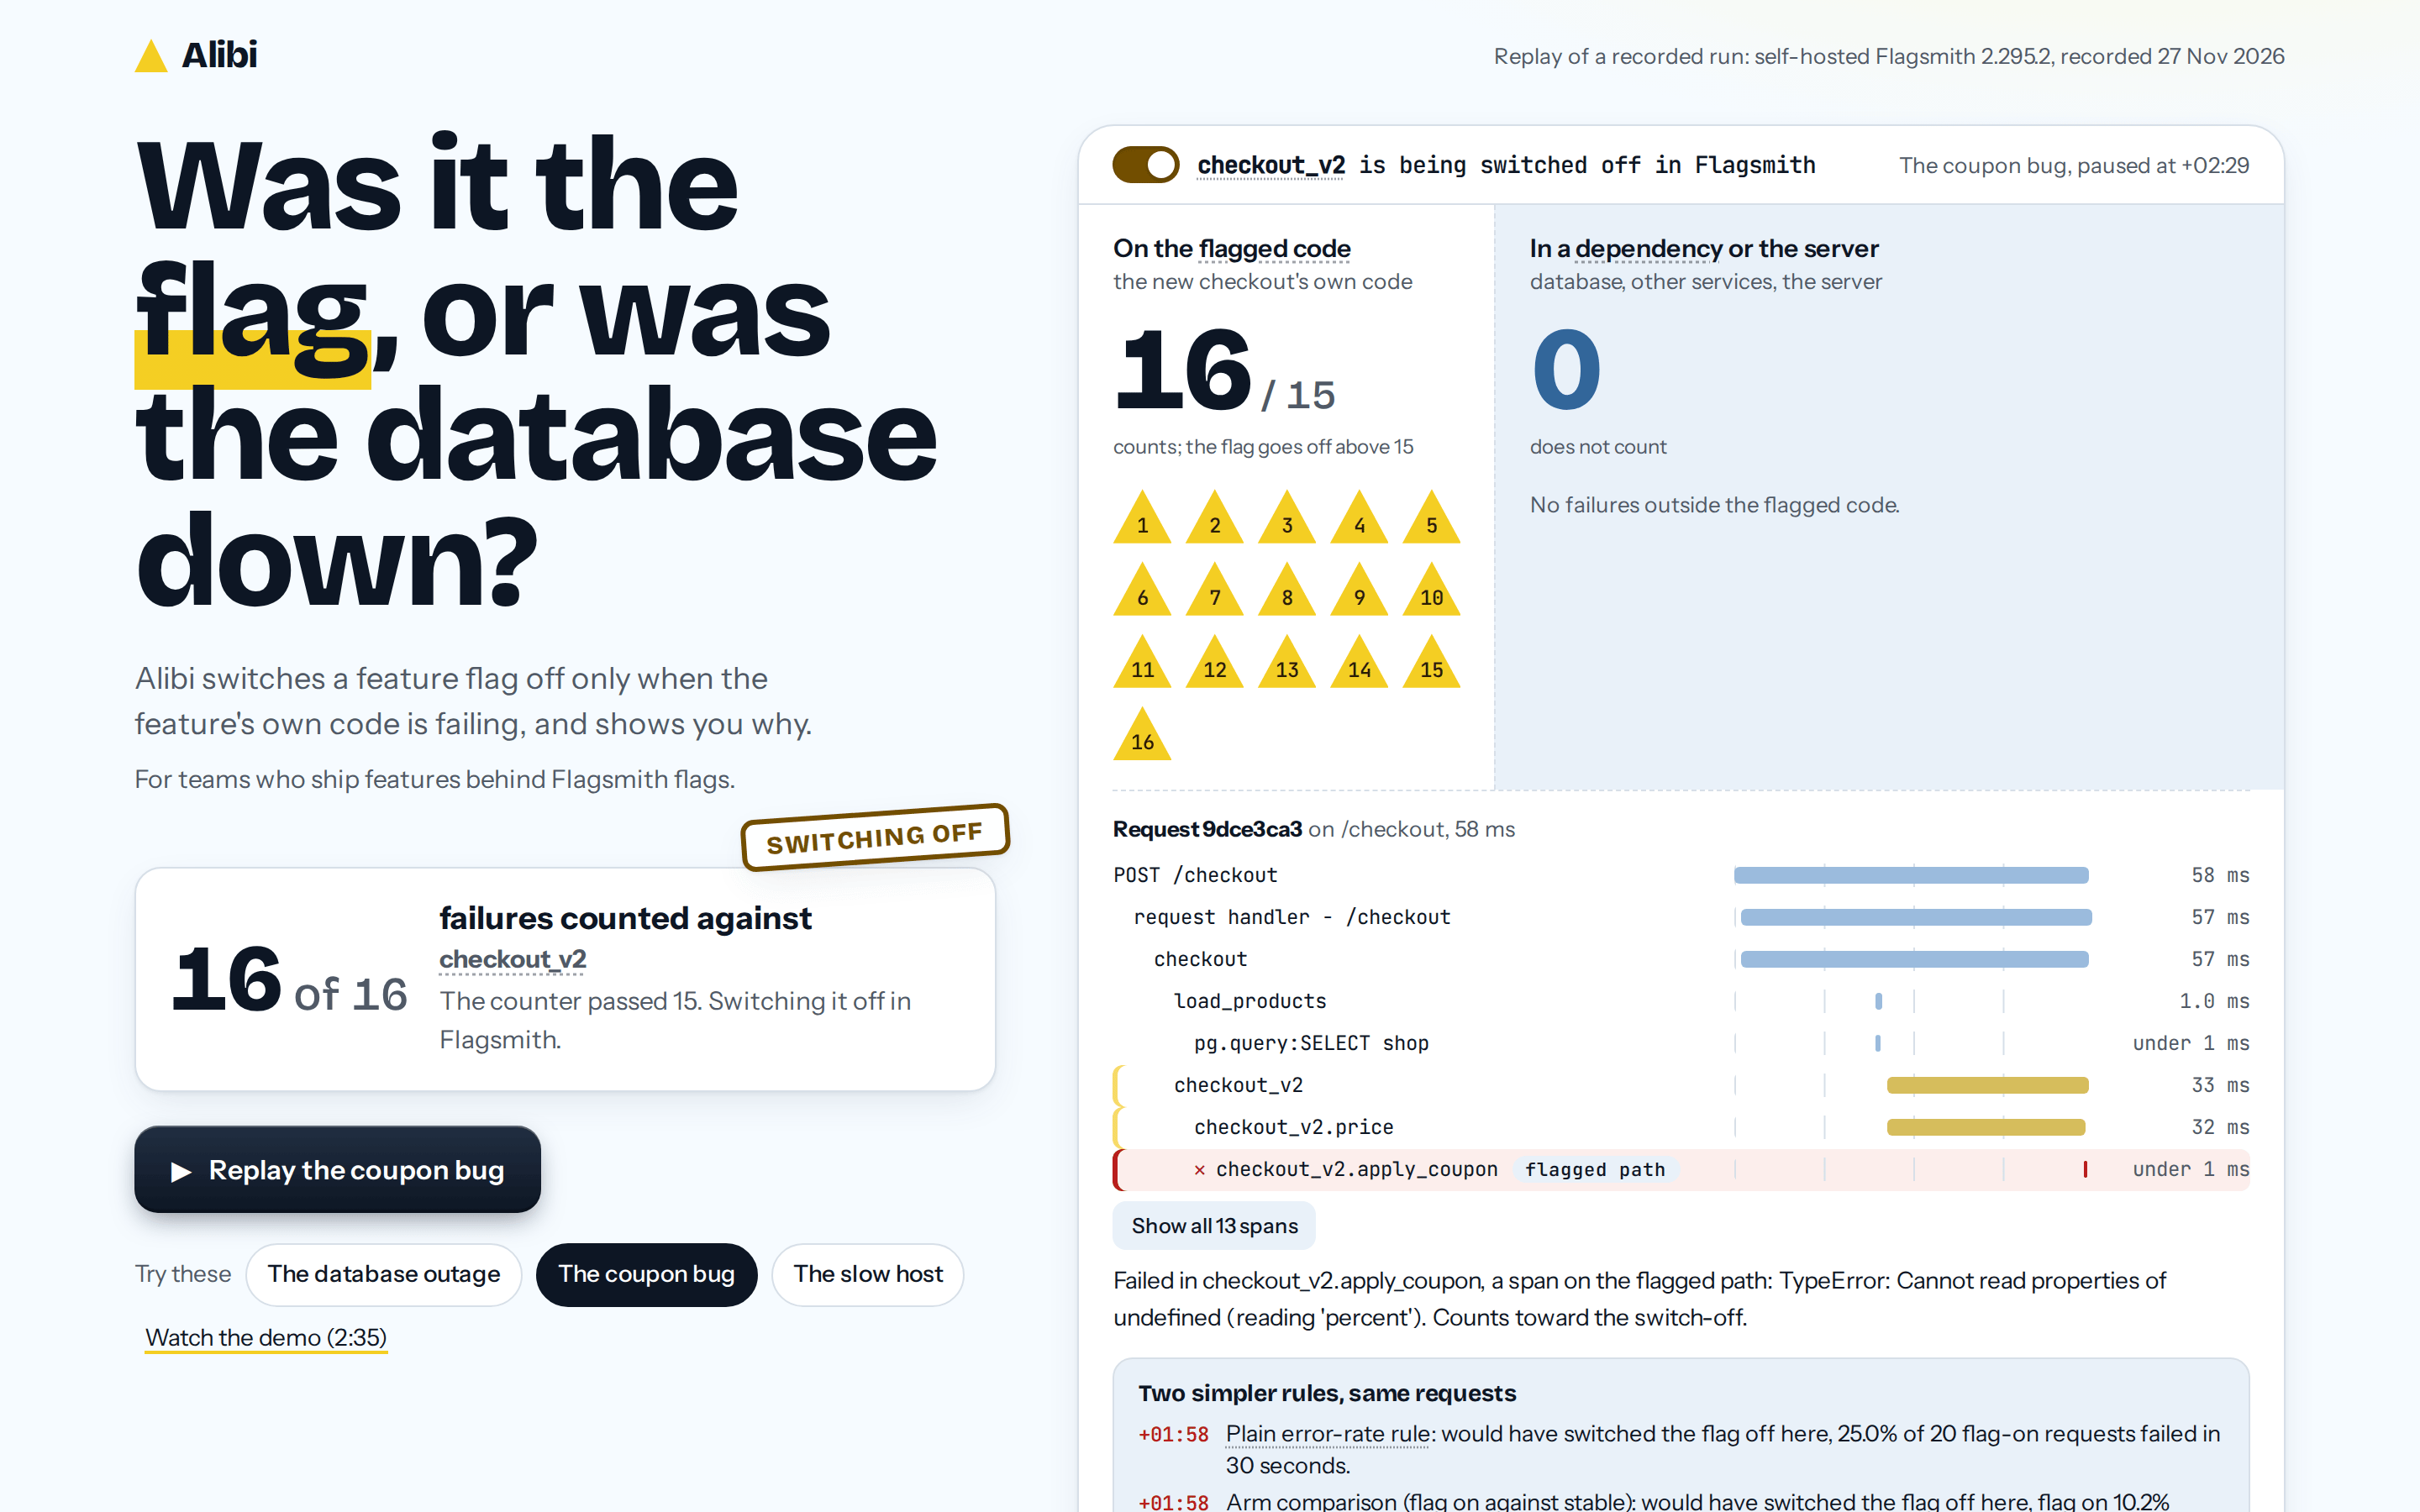 Alibi
Replay of a recorded run: self-hosted Flagsmith 2.295.2, recorded 27 Nov 2026
Was it the
flag, or was
the database
down?
Alibi switches a feature flag off only when the
feature's own code is failing, and shows you why.
For teams who ship features behind Flagsmith flags.
SWITCHING OFF
16 of 16
failures counted against
checkout_v2
The counter passed 15. Switching it off in
Flagsmith.
▶ Replay the coupon bug
Try these
The database outage
The coupon bug
The slow host
Watch the demo (2:35)
checkout_v2 is being switched off in Flagsmith
The coupon bug, paused at +02:29
On the flagged code
the new checkout's own code
16 / 15
counts; the flag goes off above 15
1 2 3 4 5
6 7 8 9 10
11 12 13 14 15
16
In a dependency or the server
database, other services, the server
0
does not count
No failures outside the flagged code.
Request 9dce3ca3 on /checkout, 58 ms
POST /checkout 58 ms
request handler - /checkout 57 ms
checkout 57 ms
load_products 1.0 ms
pg.query:SELECT shop under 1 ms
checkout_v2 33 ms
checkout_v2.price 32 ms
× checkout_v2.apply_coupon flagged path under 1 ms
Show all 13 spans
Failed in checkout_v2.apply_coupon, a span on the flagged path: TypeError: Cannot read properties of
undefined (reading 'percent'). Counts toward the switch-off.
Two simpler rules, same requests
+01:58 Plain error-rate rule: would have switched the flag off here, 25.0% of 20 flag-on requests failed in
30 seconds.
+01:58 Arm comparison (flag on against stable): would have switched the flag off here, flag on 10.2%